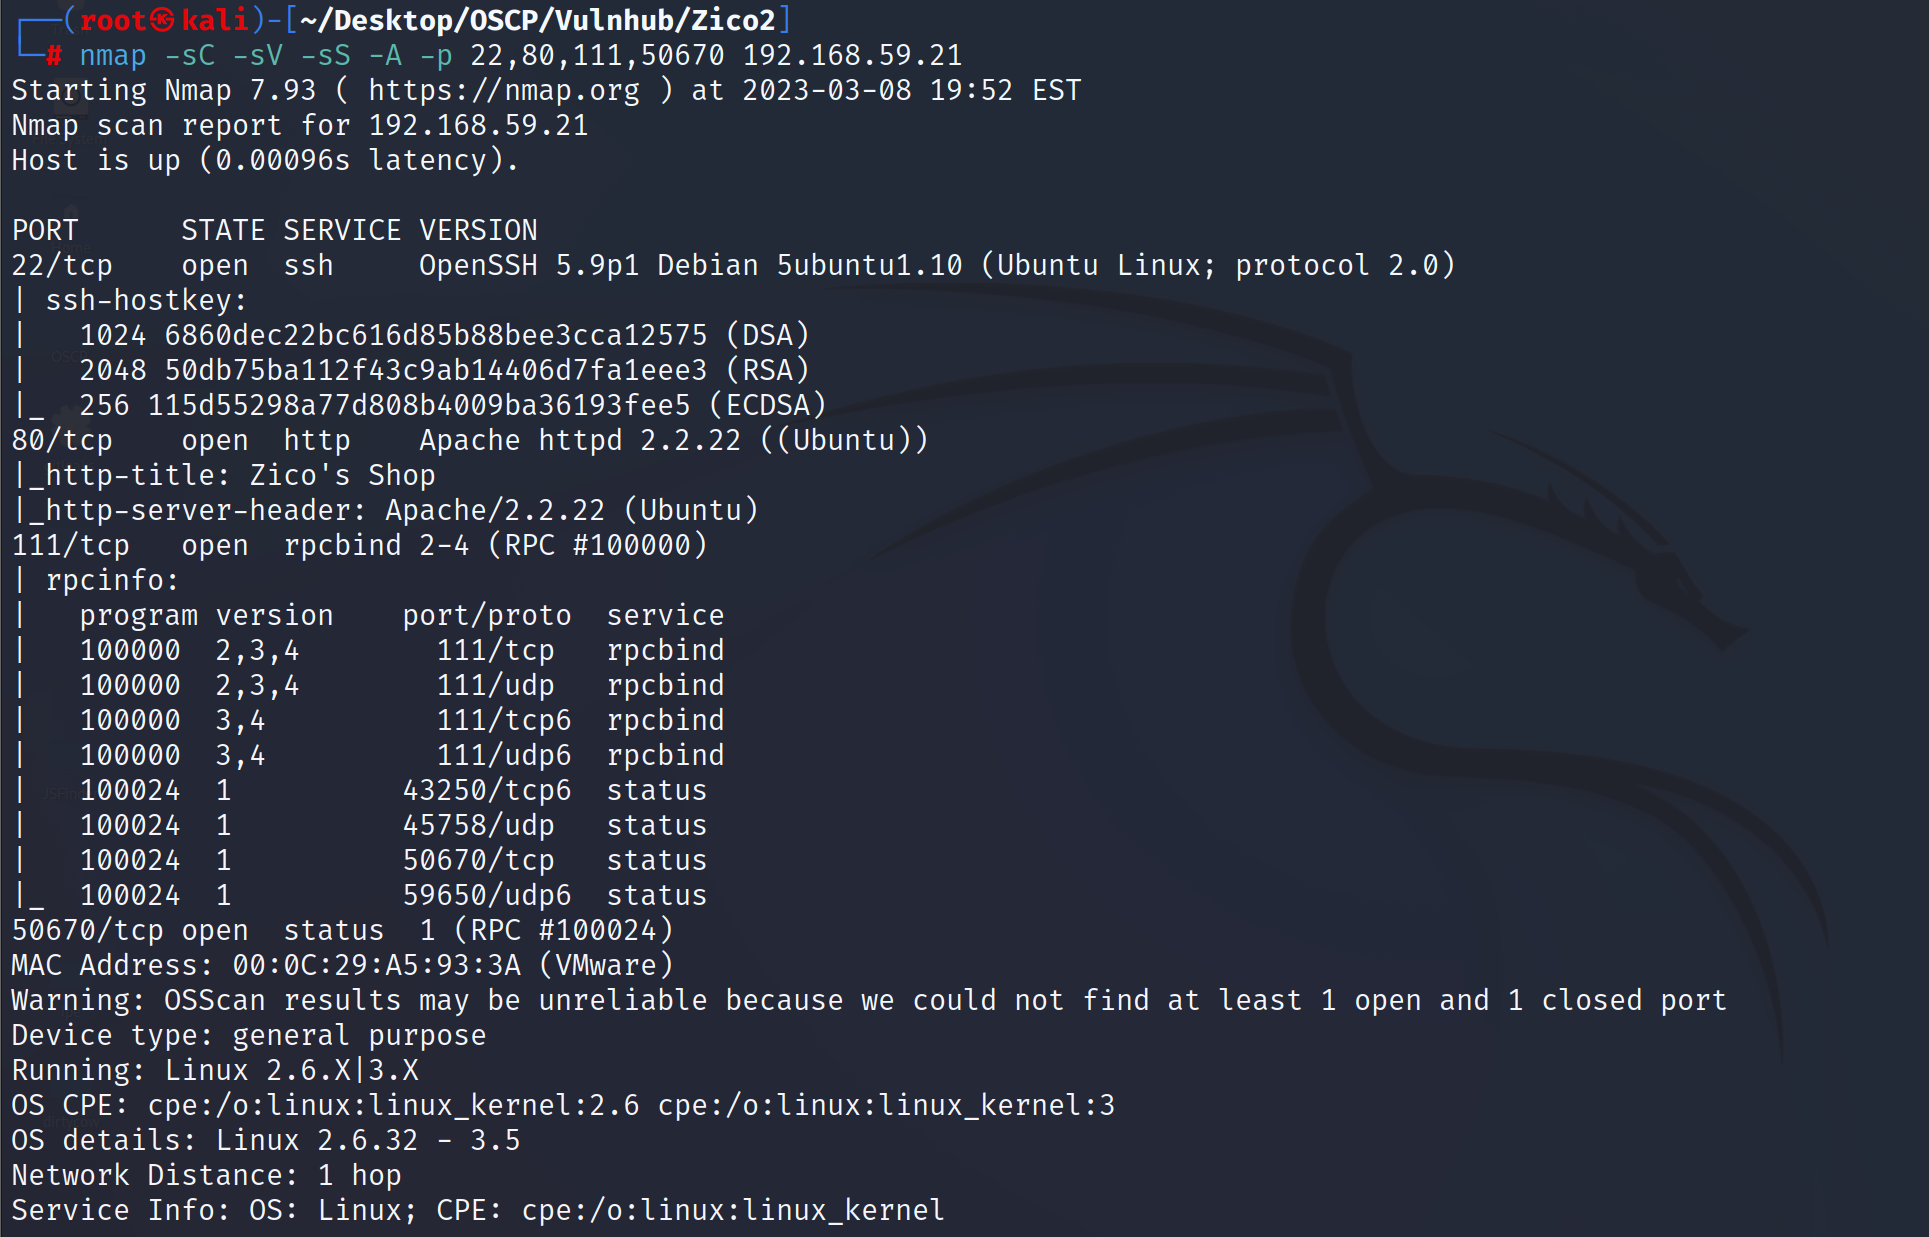 ┌──(root㉿kali)-[~/Desktop/OSCP/Vulnhub/Zico2]
└─# nmap -sC -sV -sS -A -p 22,80,111,50670 192.168.59.21
Starting Nmap 7.93 ( https://nmap.org ) at 2023-03-08 19:52 EST
Nmap scan report for 192.168.59.21
Host is up (0.00096s latency).
PORT      STATE SERVICE VERSION
22/tcp    open  ssh     OpenSSH 5.9p1 Debian 5ubuntu1.10 (Ubuntu Linux; protocol 2.0)
| ssh-hostkey:
|   1024 6860dec22bc616d85b88bee3cca12575 (DSA)
|   2048 50db75ba112f43c9ab14406d7fa1eee3 (RSA)
|_  256 115d55298a77d808b4009ba36193fee5 (ECDSA)
80/tcp    open  http    Apache httpd 2.2.22 ((Ubuntu))
|_http-title: Zico's Shop
|_http-server-header: Apache/2.2.22 (Ubuntu)
111/tcp   open  rpcbind 2-4 (RPC #100000)
| rpcinfo:
|   program version    port/proto  service
|   100000  2,3,4        111/tcp   rpcbind
|   100000  2,3,4        111/udp   rpcbind
|   100000  3,4          111/tcp6  rpcbind
|   100000  3,4          111/udp6  rpcbind
|   100024  1          43250/tcp6  status
|   100024  1          45758/udp   status
|   100024  1          50670/tcp   status
|_  100024  1          59650/udp6  status
50670/tcp open  status  1 (RPC #100024)
MAC Address: 00:0C:29:A5:93:3A (VMware)
Warning: OSScan results may be unreliable because we could not find at least 1 open and 1 closed port
Device type: general purpose
Running: Linux 2.6.X|3.X
OS CPE: cpe:/o:linux:linux_kernel:2.6 cpe:/o:linux:linux_kernel:3
OS details: Linux 2.6.32 - 3.5
Network Distance: 1 hop
Service Info: OS: Linux; CPE: cpe:/o:linux:linux_kernel